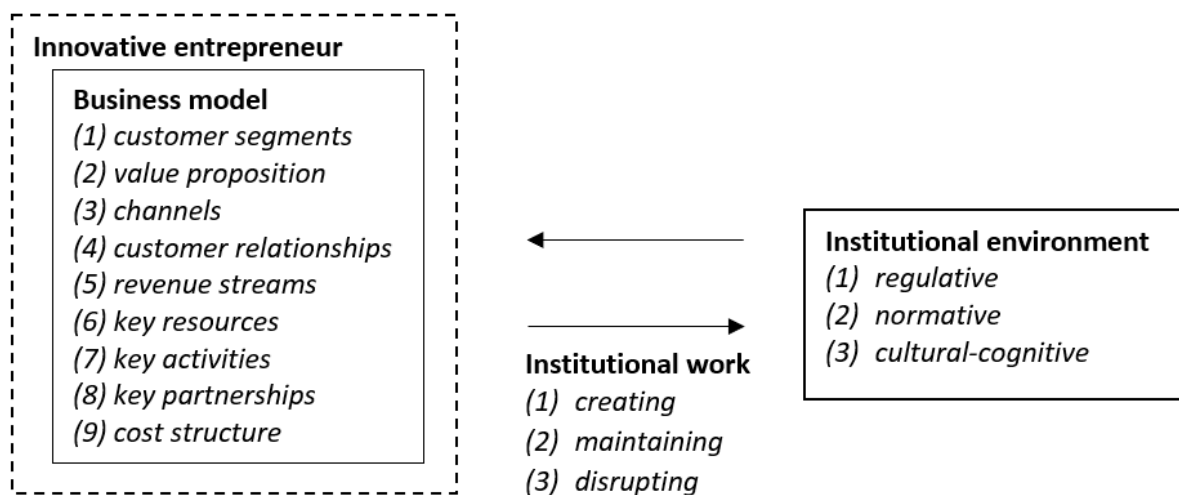 Innovative entrepreneur
Business model
(1) customer segments
(2) value proposition
(3) channels
(4) customer relationships
(5) revenue streams
(6) key resources
(7) key activities
(8) key partnerships
(9) cost structure
Institutional work
(1) creating
(2) maintaining
(3) disrupting
Institutional environment
(1) regulative
(2) normative
(3) cultural-cognitive